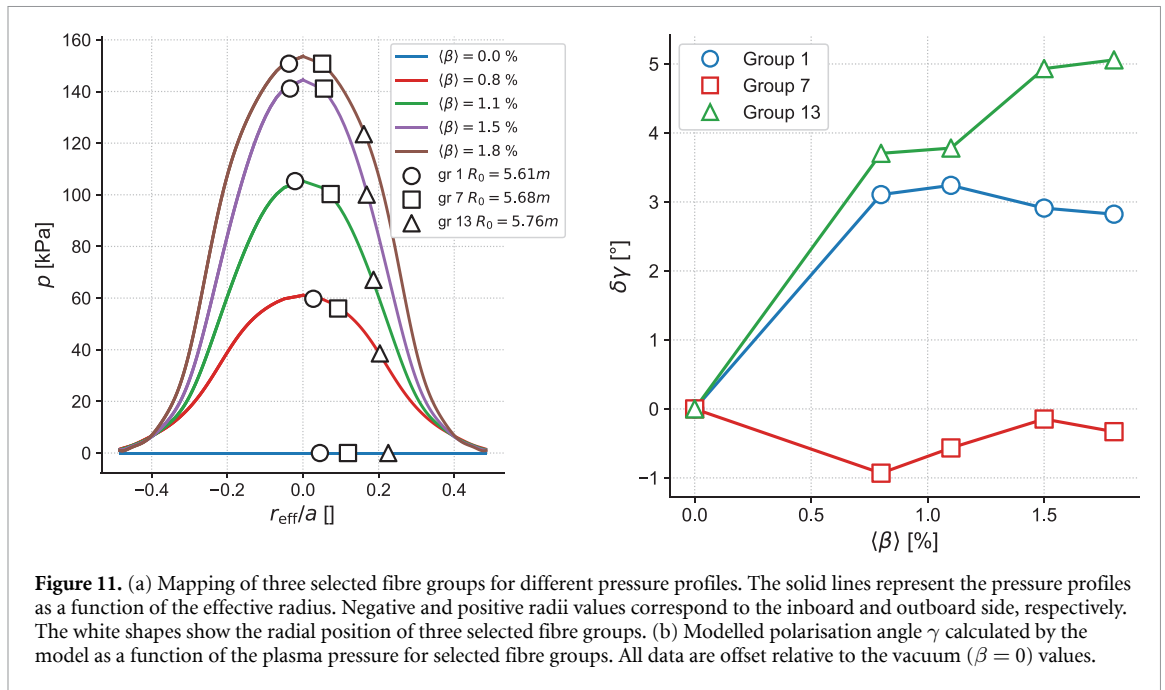 160
140
120
100
80
60
40
20
0
p [kPa]
−0.4
−0.2
0.0
0.2
0.4
r_eff/a []
⟨β⟩ = 0.0 %
⟨β⟩ = 0.8 %
⟨β⟩ = 1.1 %
⟨β⟩ = 1.5 %
⟨β⟩ = 1.8 %
gr 1 R₀ = 5.61m
gr 7 R₀ = 5.68m
gr 13 R₀ = 5.76m
Group 1
Group 7
Group 13
5
4
3
2
1
0
−1
δγ [°]
0.0
0.5
1.0
1.5
⟨β⟩ [%]
Figure 11. (a) Mapping of three selected fibre groups for different pressure profiles. The solid lines represent the pressure profiles
as a function of the effective radius. Negative and positive radii values correspond to the inboard and outboard side, respectively.
The white shapes show the radial position of three selected fibre groups. (b) Modelled polarisation angle γ calculated by the
model as a function of the plasma pressure for selected fibre groups. All data are offset relative to the vacuum (β = 0) values.